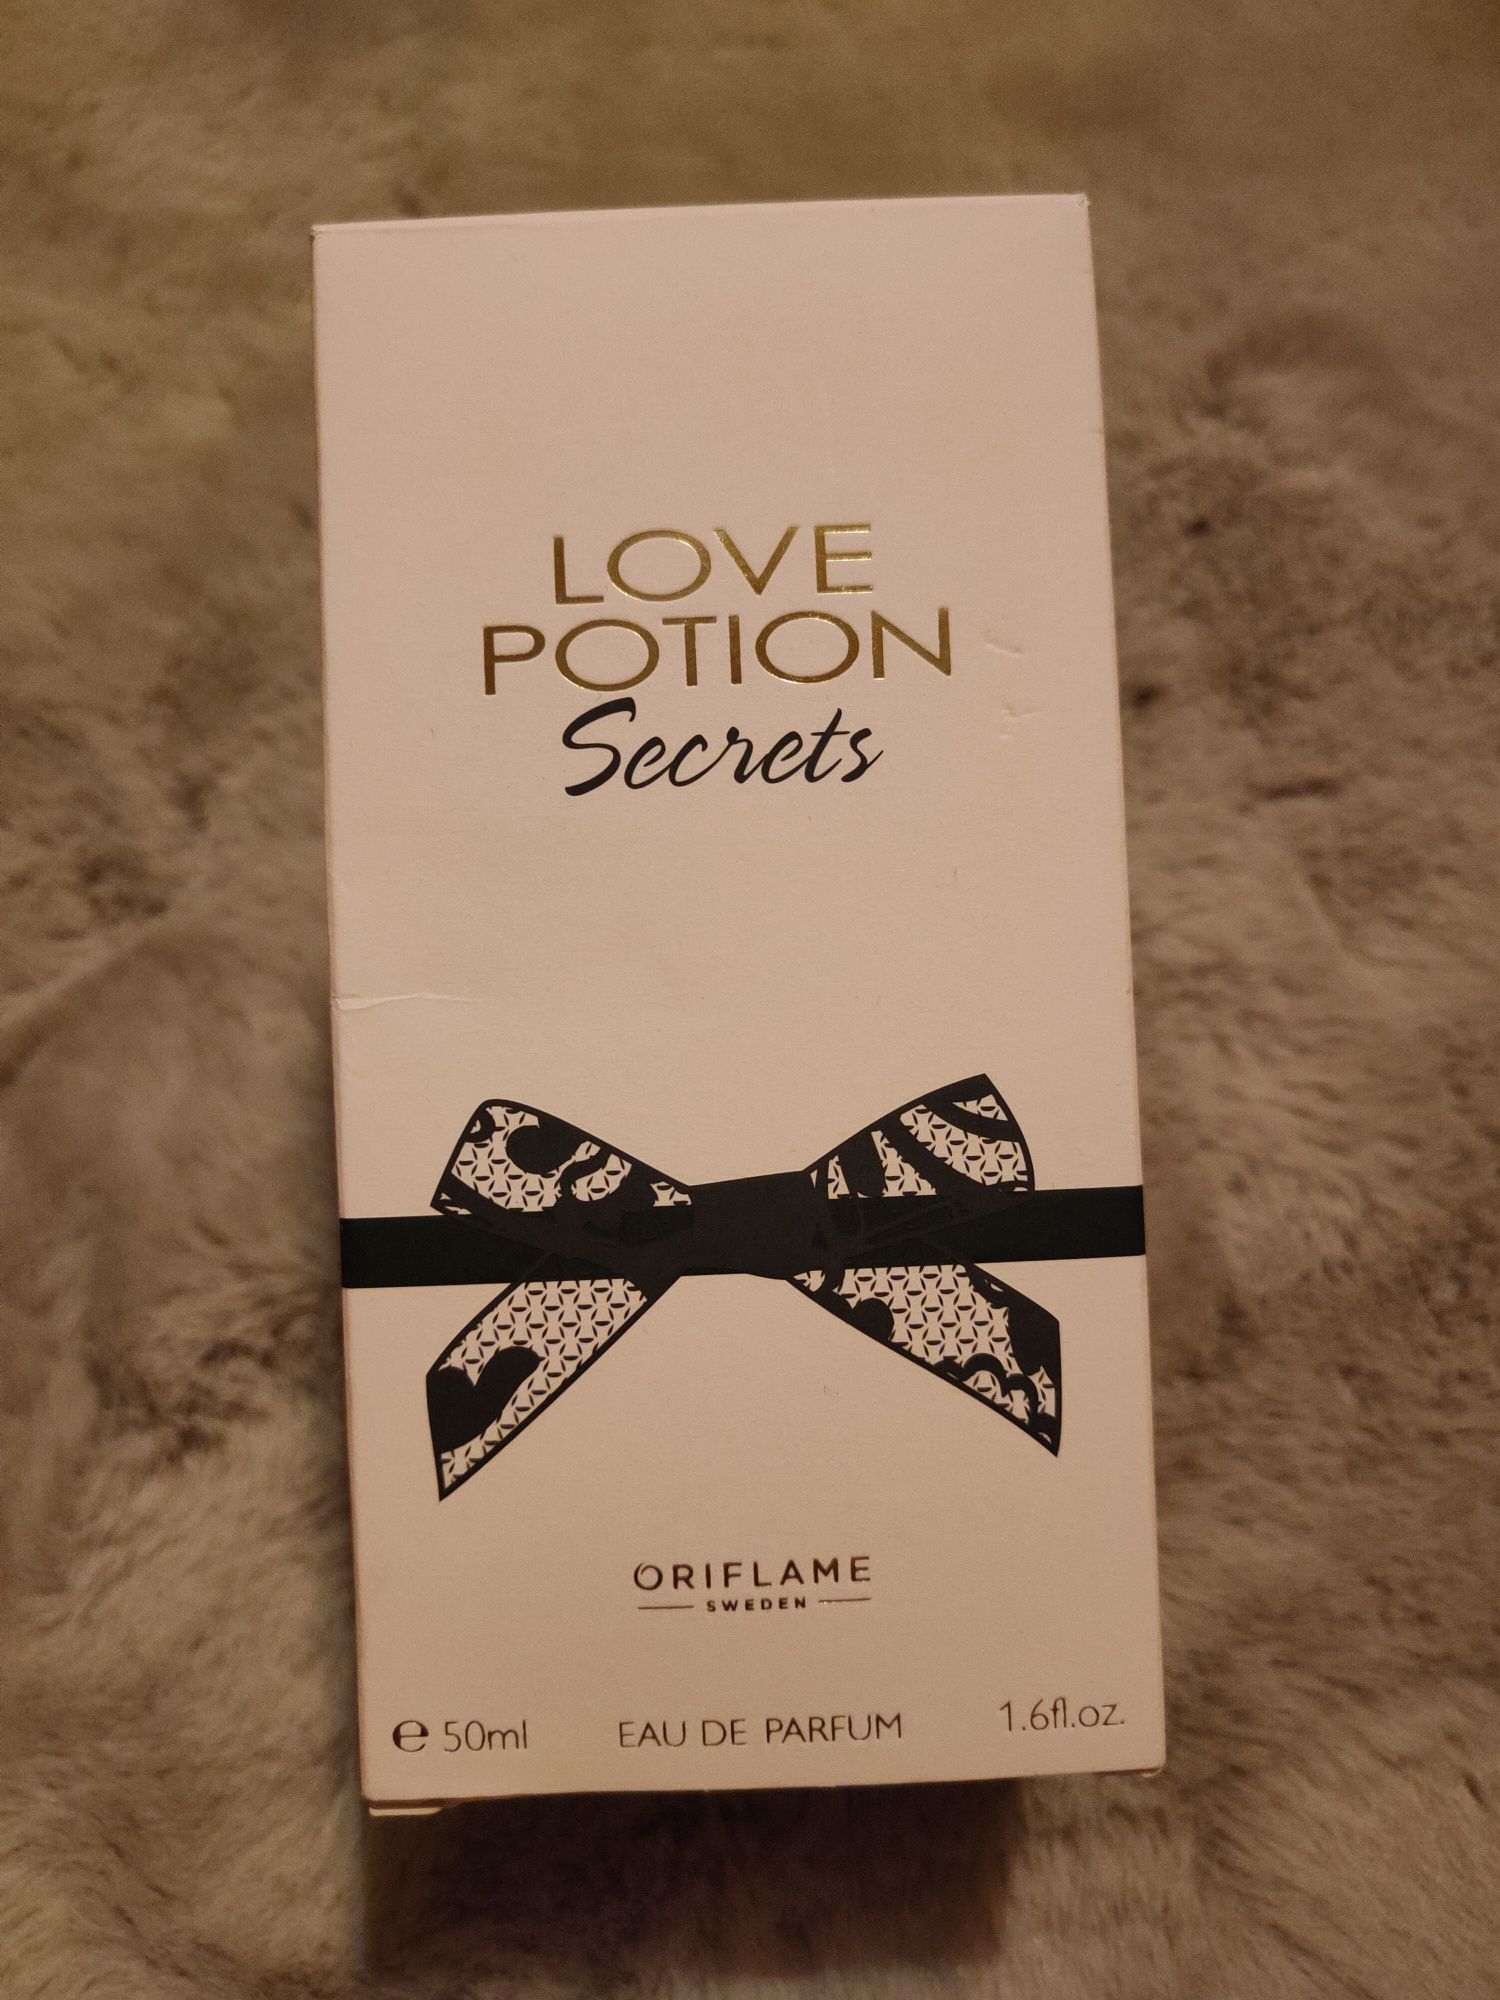 LOVE
POTION
Secrets
ORIFLAME
SWEDEN
e 50ml EAU DE PARFUM 1.6fl.oz.